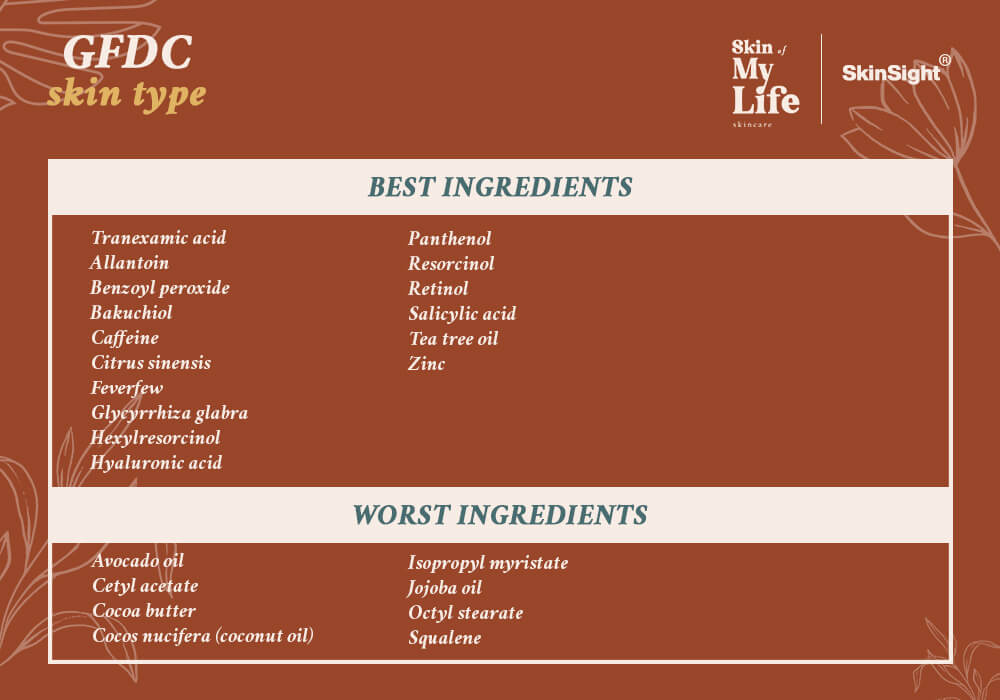 GFDC
skin type
Skin of
My
Life
skincare
SkinSight®
BEST INGREDIENTS
Tranexamic acid
Allantoin
Benzoyl peroxide
Bakuchiol
Caffeine
Citrus sinensis
Feverfew
Glycyrrhiza glabra
Hexylresorcinol
Hyaluronic acid
Panthenol
Resorcinol
Retinol
Salicylic acid
Tea tree oil
Zinc
WORST INGREDIENTS
Avocado oil
Cetyl acetate
Cocoa butter
Cocos nucifera (coconut oil)
Isopropyl myristate
Jojoba oil
Octyl stearate
Squalene